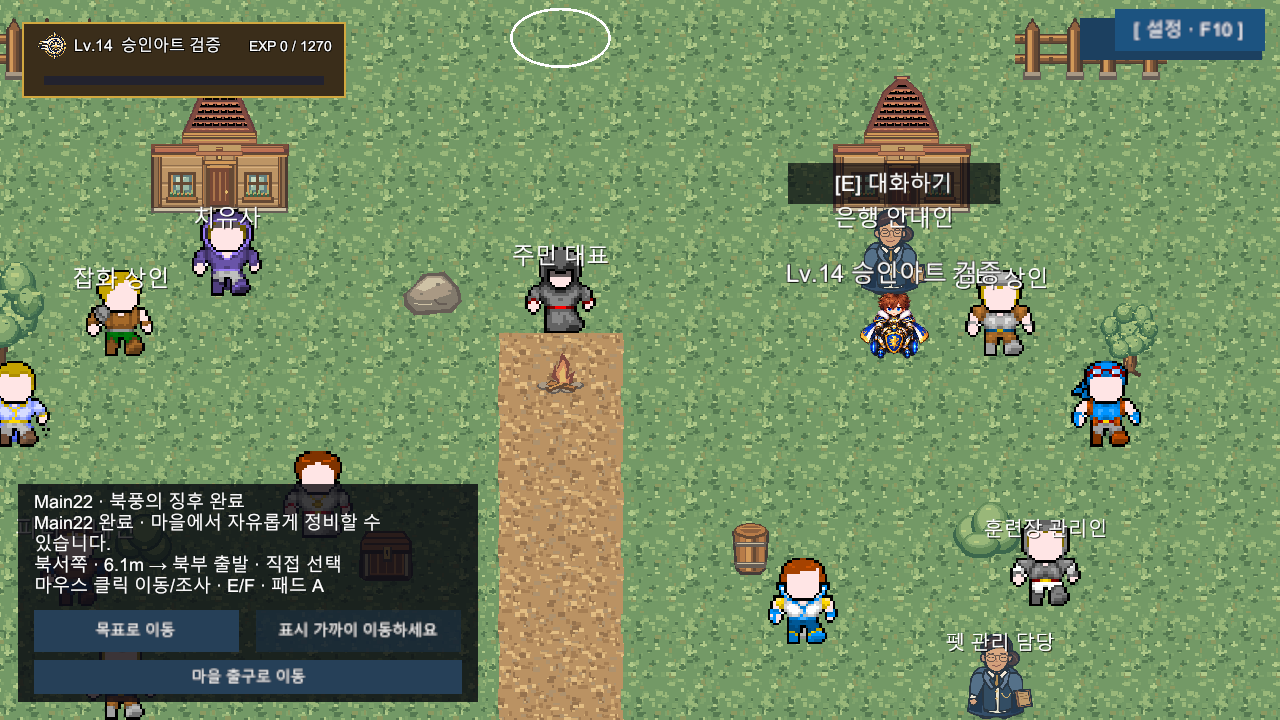 Lv.14 승인아트 검증 EXP 0 / 1270
[ 설정 · F10 ]
[E] 대화하기
은행 안내인
치유사
주민 대표
잡화 상인
Lv.14 승인아트 검증
상인
Main22 · 북풍의 징후 완료
Main22 완료 · 마을에서 자유롭게 정비할 수
있습니다.
북서쪽 · 6.1m → 북부 출발 · 직접 선택
마우스 클릭 이동/조사 · E/F · 패드 A
목표로 이동
표시 가까이 이동하세요
마을 출구로 이동
훈련장 관리인
펫 관리 담당